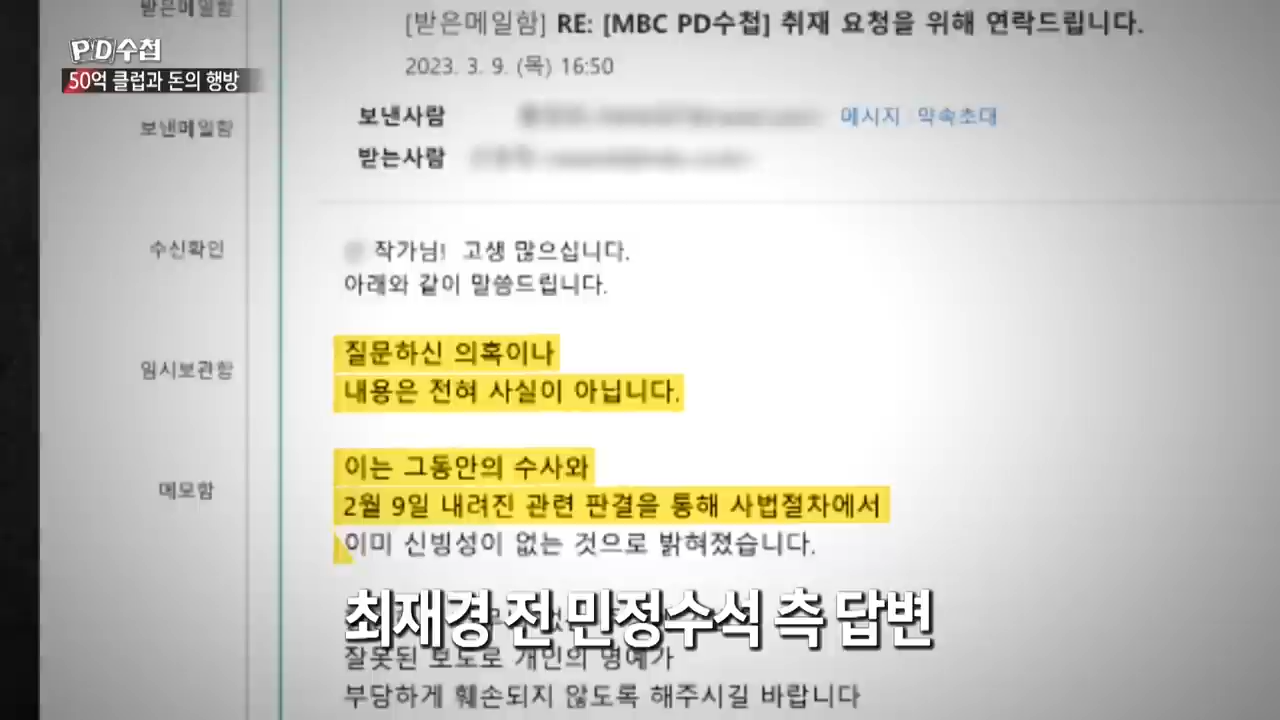 받은메일함
PD수첩
50억 클럽과 돈의 행방
보낸메일함
수신확인
임시보관함
메모함
[받은메일함] RE: [MBC PD수첩] 취재 요청을 위해 연락드립니다.
2023. 3. 9. (목) 16:50
보낸사람 메시지 약속초대
받는사람
작가님! 고생 많으십니다.
아래와 같이 말씀드립니다.
질문하신 의혹이나
내용은 전혀 사실이 아닙니다.
이는 그동안의 수사와
2월 9일 내려진 관련 판결을 통해 사법절차에서
이미 신빙성이 없는 것으로 밝혀졌습니다.
최재경 전 민정수석 측 답변
잘못된 보도로 개인의 명예가
부당하게 훼손되지 않도록 해주시길 바랍니다